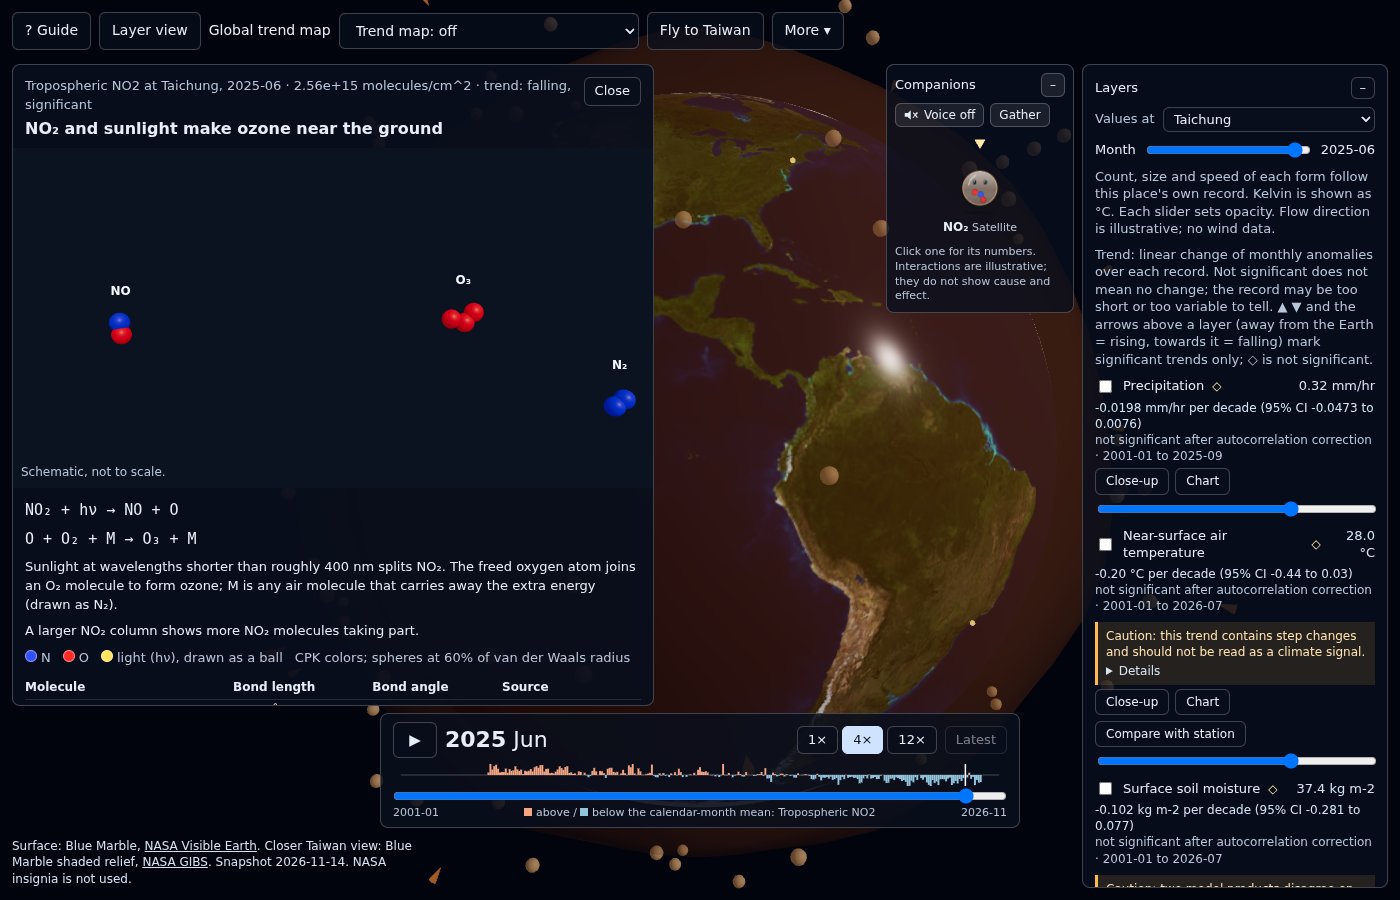 ? Guide
Layer view
Global trend map
Trend map: off
Fly to Taiwan
More ▾
Tropospheric NO2 at Taichung, 2025-06 · 2.56e+15 molecules/cm^2 · trend: falling,
significant
Close
NO₂ and sunlight make ozone near the ground
NO
O₃
N₂
Schematic, not to scale.
NO₂ + hν → NO + O
O + O₂ + M → O₃ + M
Sunlight at wavelengths shorter than roughly 400 nm splits NO₂. The freed oxygen atom joins
an O₂ molecule to form ozone; M is any air molecule that carries away the extra energy
(drawn as N₂).
A larger NO₂ column shows more NO₂ molecules taking part.
N O light (hν), drawn as a ball CPK colors; spheres at 60% of van der Waals radius
Molecule Bond length Bond angle Source
Companions
–
Voice off
Gather
NO₂ Satellite
Click one for its numbers.
Interactions are illustrative;
they do not show cause and
effect.
Layers
–
Values at Taichung
Month 2025-06
Count, size and speed of each form follow
this place's own record. Kelvin is shown as
°C. Each slider sets opacity. Flow direction
is illustrative; no wind data.
Trend: linear change of monthly anomalies
over each record. Not significant does not
mean no change; the record may be too
short or too variable to tell. ▲ ▼ and the
arrows above a layer (away from the Earth
= rising, towards it = falling) mark
significant trends only; ◇ is not significant.
Precipitation ◇ 0.32 mm/hr
-0.0198 mm/hr per decade (95% CI -0.0473 to
0.0076)
not significant after autocorrelation correction
· 2001-01 to 2025-09
Close-up
Chart
Near-surface air
temperature
◇
28.0
°C
-0.20 °C per decade (95% CI -0.44 to 0.03)
not significant after autocorrelation correction
· 2001-01 to 2026-07
Caution: this trend contains step changes
and should not be read as a climate signal.
▶ Details
Close-up
Chart
Compare with station
Surface soil moisture ◇ 37.4 kg m-2
-0.102 kg m-2 per decade (95% CI -0.281 to
0.077)
not significant after autocorrelation correction
· 2001-01 to 2026-07
Caution: two model products disagree on
▶
2025 Jun
1×
4×
12×
Latest
2001-01
above / below the calendar-month mean: Tropospheric NO2
2026-11
Surface: Blue Marble, NASA Visible Earth. Closer Taiwan view: Blue
Marble shaded relief, NASA GIBS. Snapshot 2026-11-14. NASA
insignia is not used.